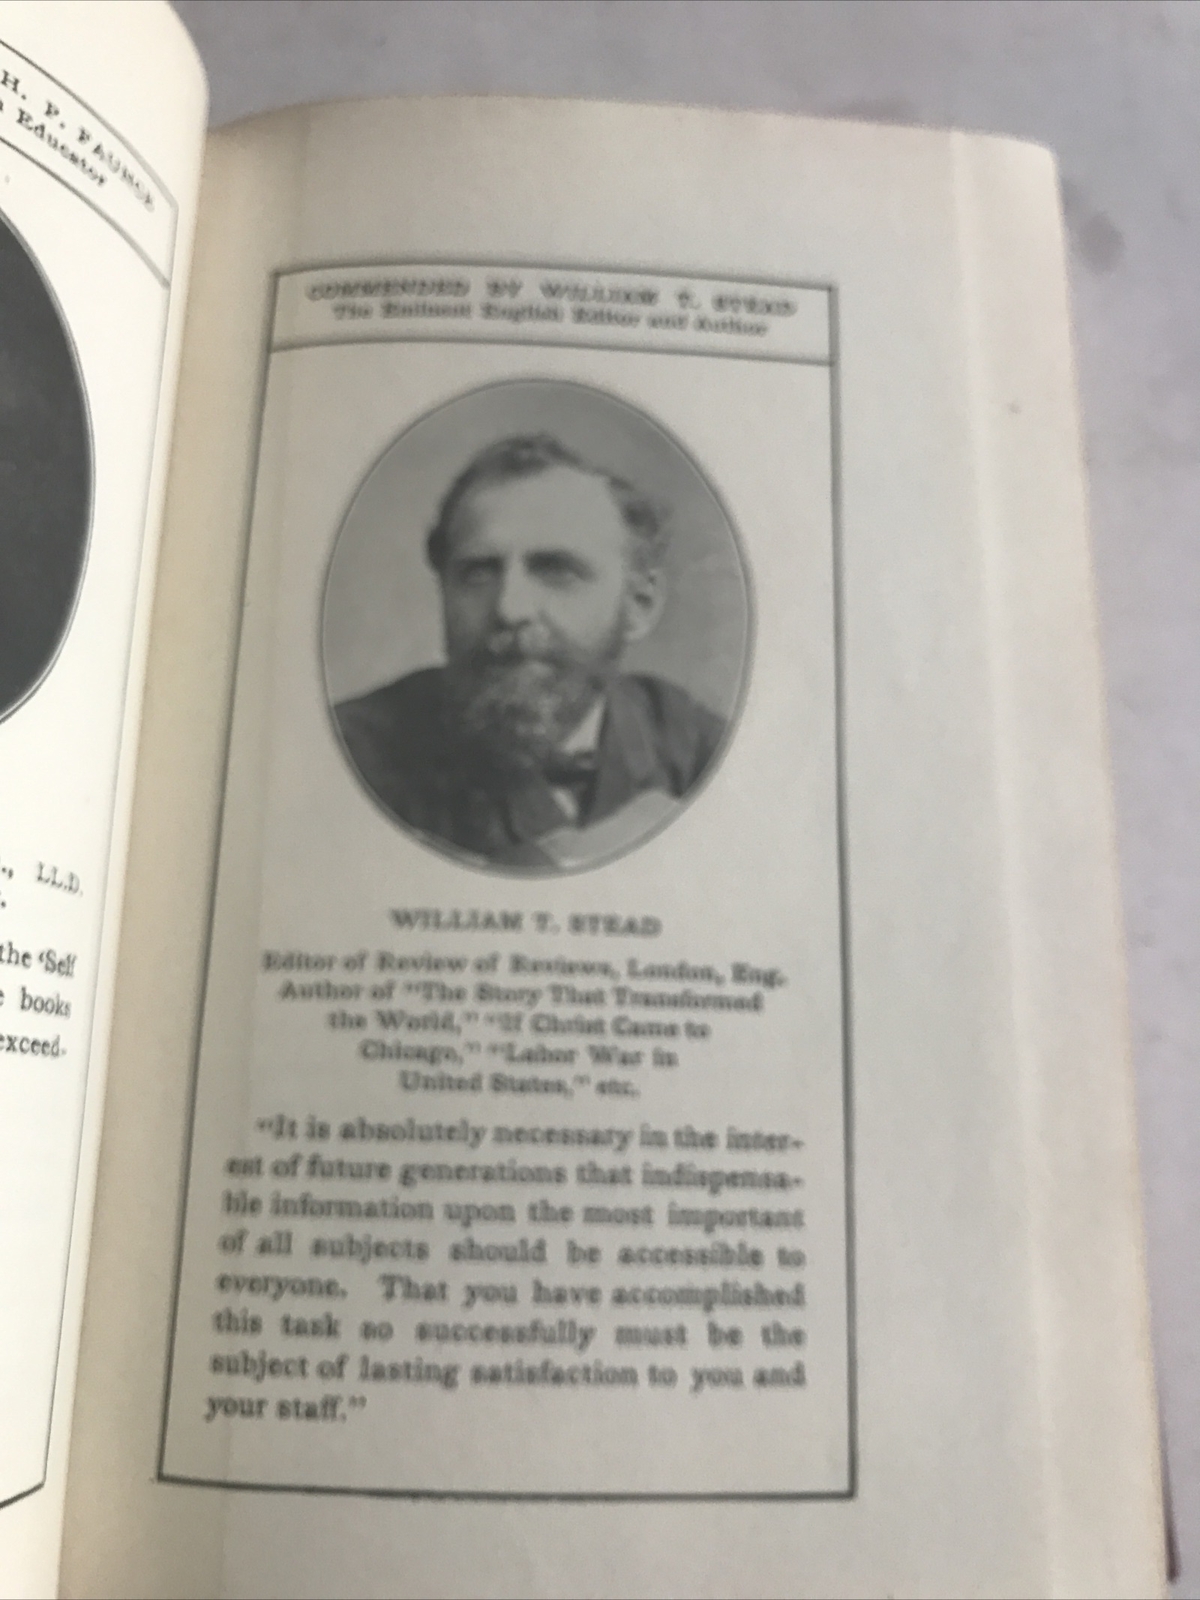 H. P. FAUNCE
Educator
LL.D.
the 'Self
books
exceed-
COMMENDED BY WILLIAM T. STEAD
The Eminent English Editor and Author
WILLIAM T. STEAD
Editor of Review of Reviews, London, Eng.
Author of "The Story That Transformed
the World," "If Christ Came to
Chicago," "Labor War in
United States," etc.
"It is absolutely necessary in the inter-
est of future generations that indispensa-
ble information upon the most important
of all subjects should be accessible to
everyone. That you have accomplished
this task so successfully must be the
subject of lasting satisfaction to you and
your staff."